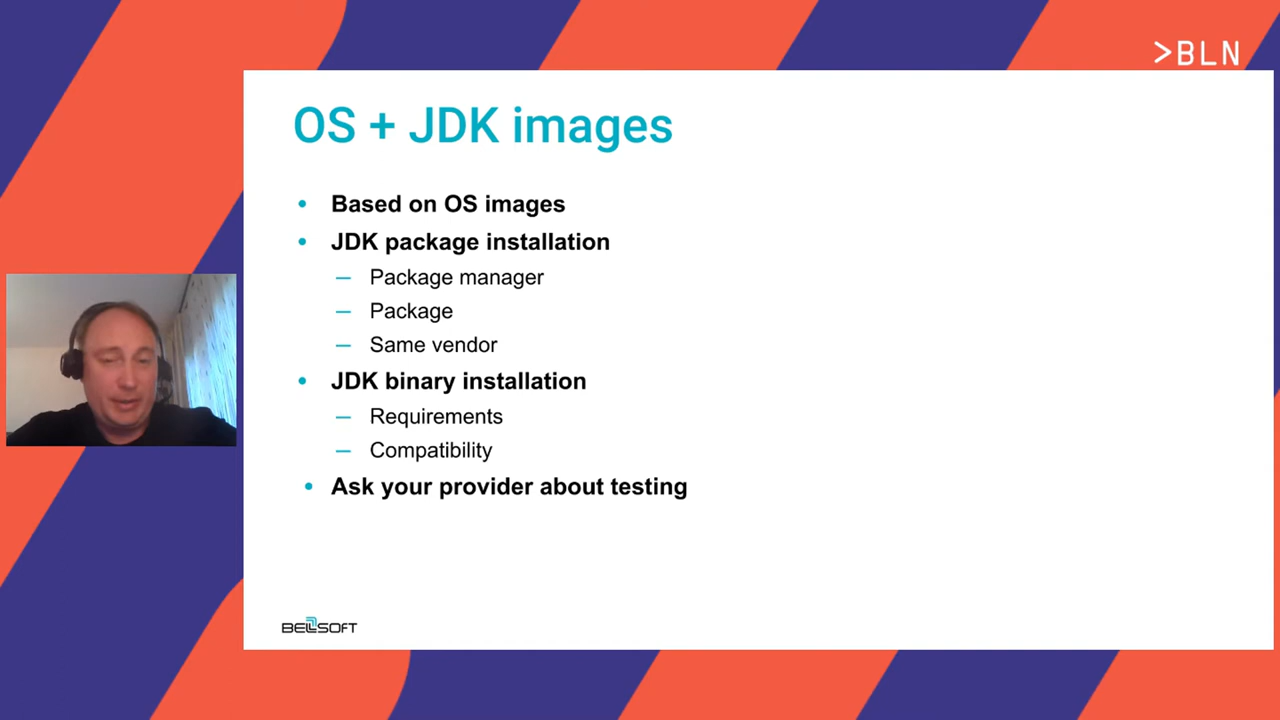 >BLN
OS + JDK images
• Based on OS images
• JDK package installation
– Package manager
– Package
– Same vendor
• JDK binary installation
– Requirements
– Compatibility
• Ask your provider about testing
BELLSOFT